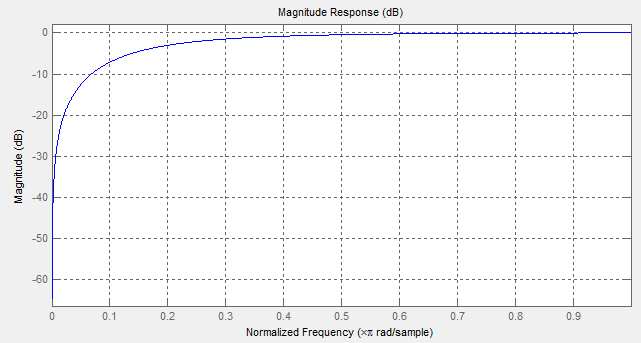 Magnitude Response (dB)
Magnitude (dB)
0
-10
-20
-30
-40
-50
-60
0 0.1 0.2 0.3 0.4 0.5 0.6 0.7 0.8 0.9
Normalized Frequency (×π rad/sample)